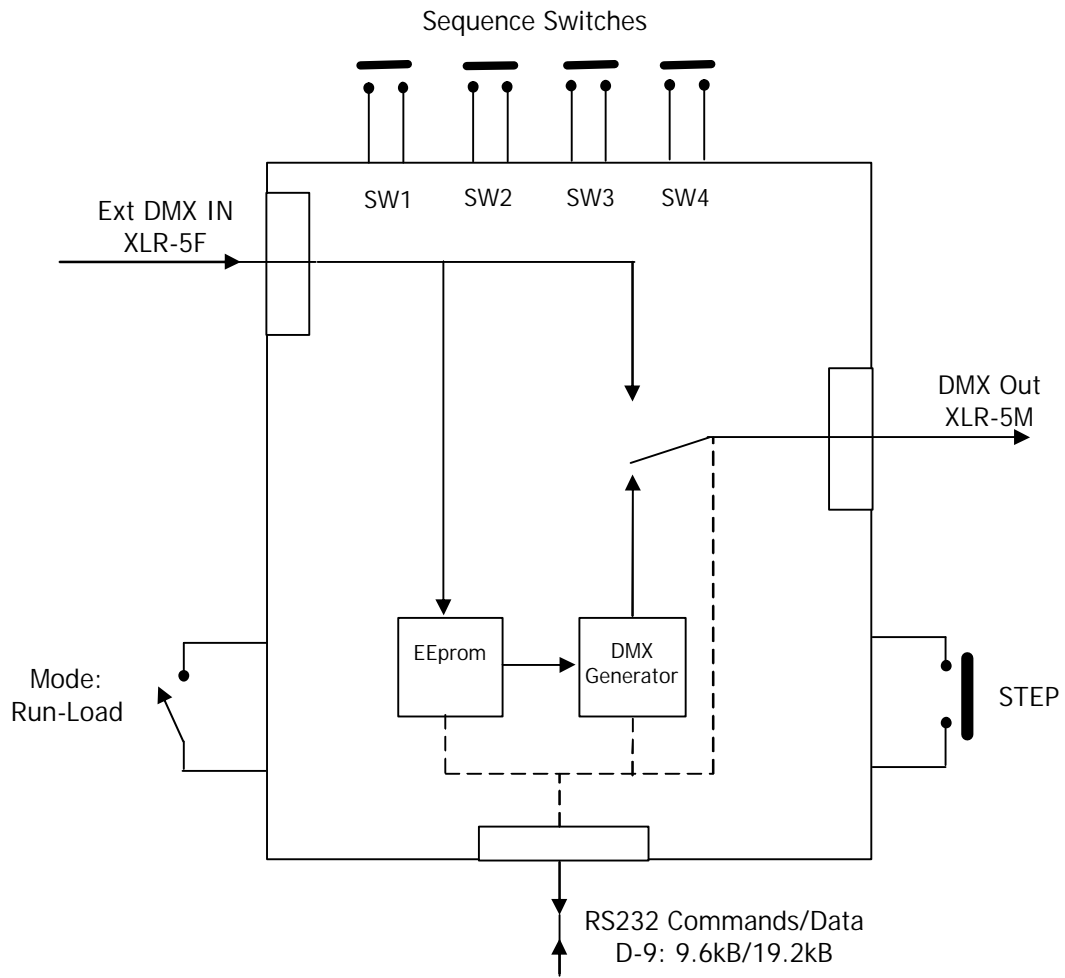 Sequence Switches
SW1
SW2
SW3
SW4
Ext DMX IN
XLR-5F
DMX Out
XLR-5M
EEprom
DMX
Generator
Mode:
Run-Load
STEP
RS232 Commands/Data
D-9: 9.6kB/19.2kB